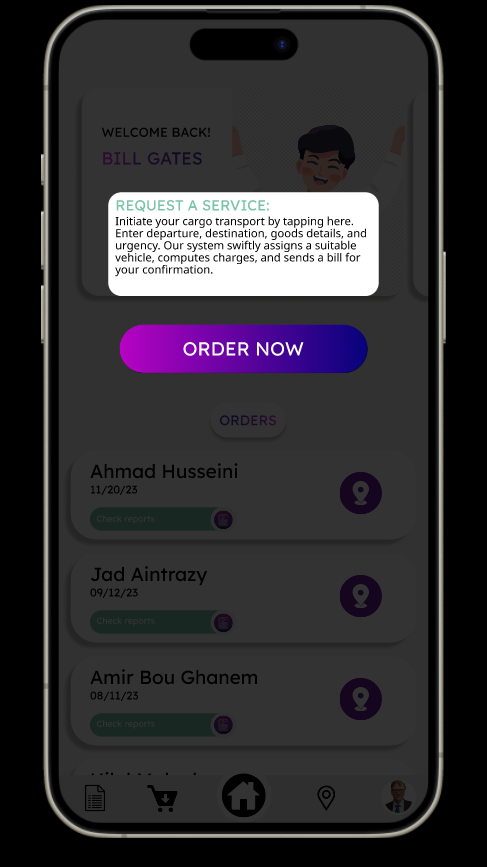 WELCOME BACK!
BILL GATES
REQUEST A SERVICE:
Initiate your cargo transport by tapping here.
Enter departure, destination, goods details, and
urgency. Our system swiftly assigns a suitable
vehicle, computes charges, and sends a bill for
your confirmation.
ORDER NOW
ORDERS
Ahmad Husseini
11/20/23
Check reports
Jad Aintrazy
09/12/23
Check reports
Amir Bou Ghanem
08/11/23
Check reports